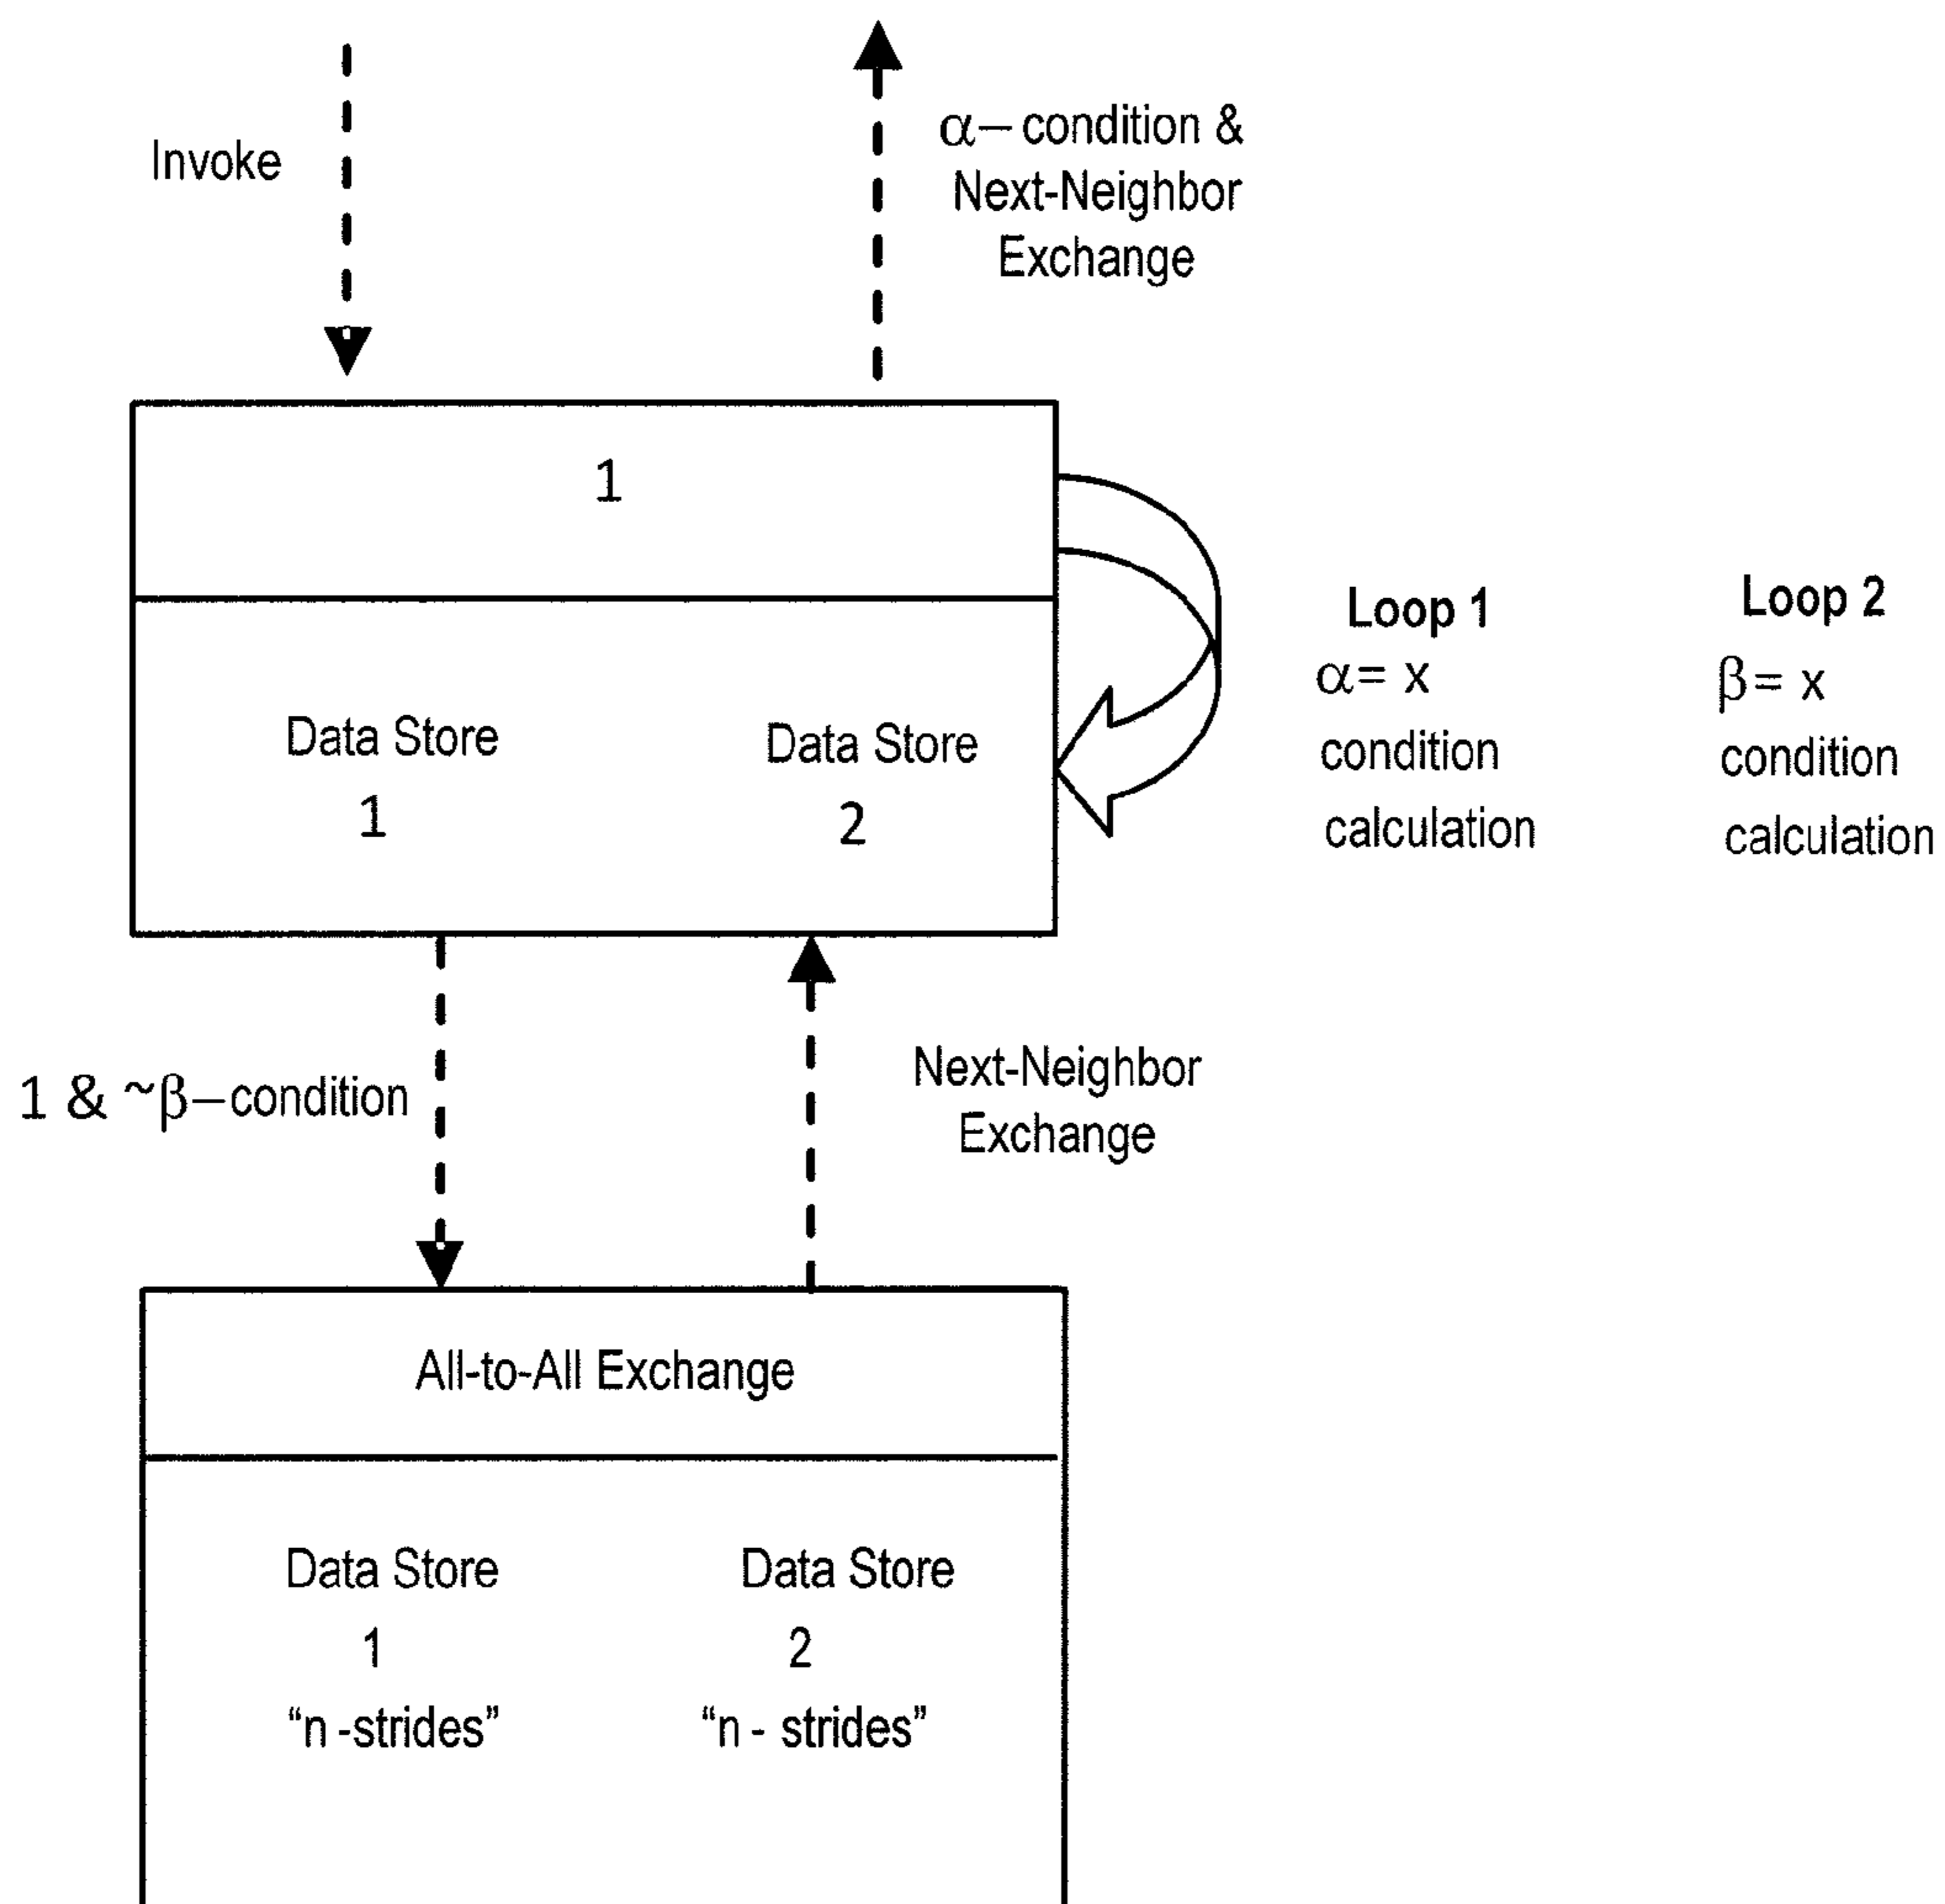 Invoke
α– condition &
Next-Neighbor
Exchange
1
Data Store
1
Data Store
2
Loop 1
α= x
condition
calculation
Loop 2
β= x
condition
calculation
1 & ~β–condition
Next-Neighbor
Exchange
All-to-All Exchange
Data Store
1
“n -strides”
Data Store
2
“n - strides”